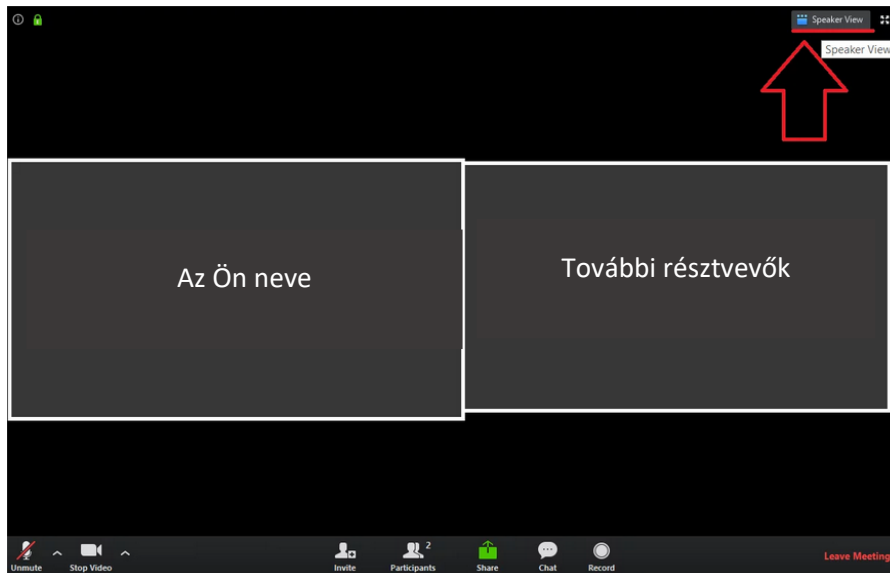 Speaker View
Speaker View
Az Ön neve
További résztvevők
2
Unmute
Stop Video
Invite
Participants
Share
Chat
Record
Leave Meeting